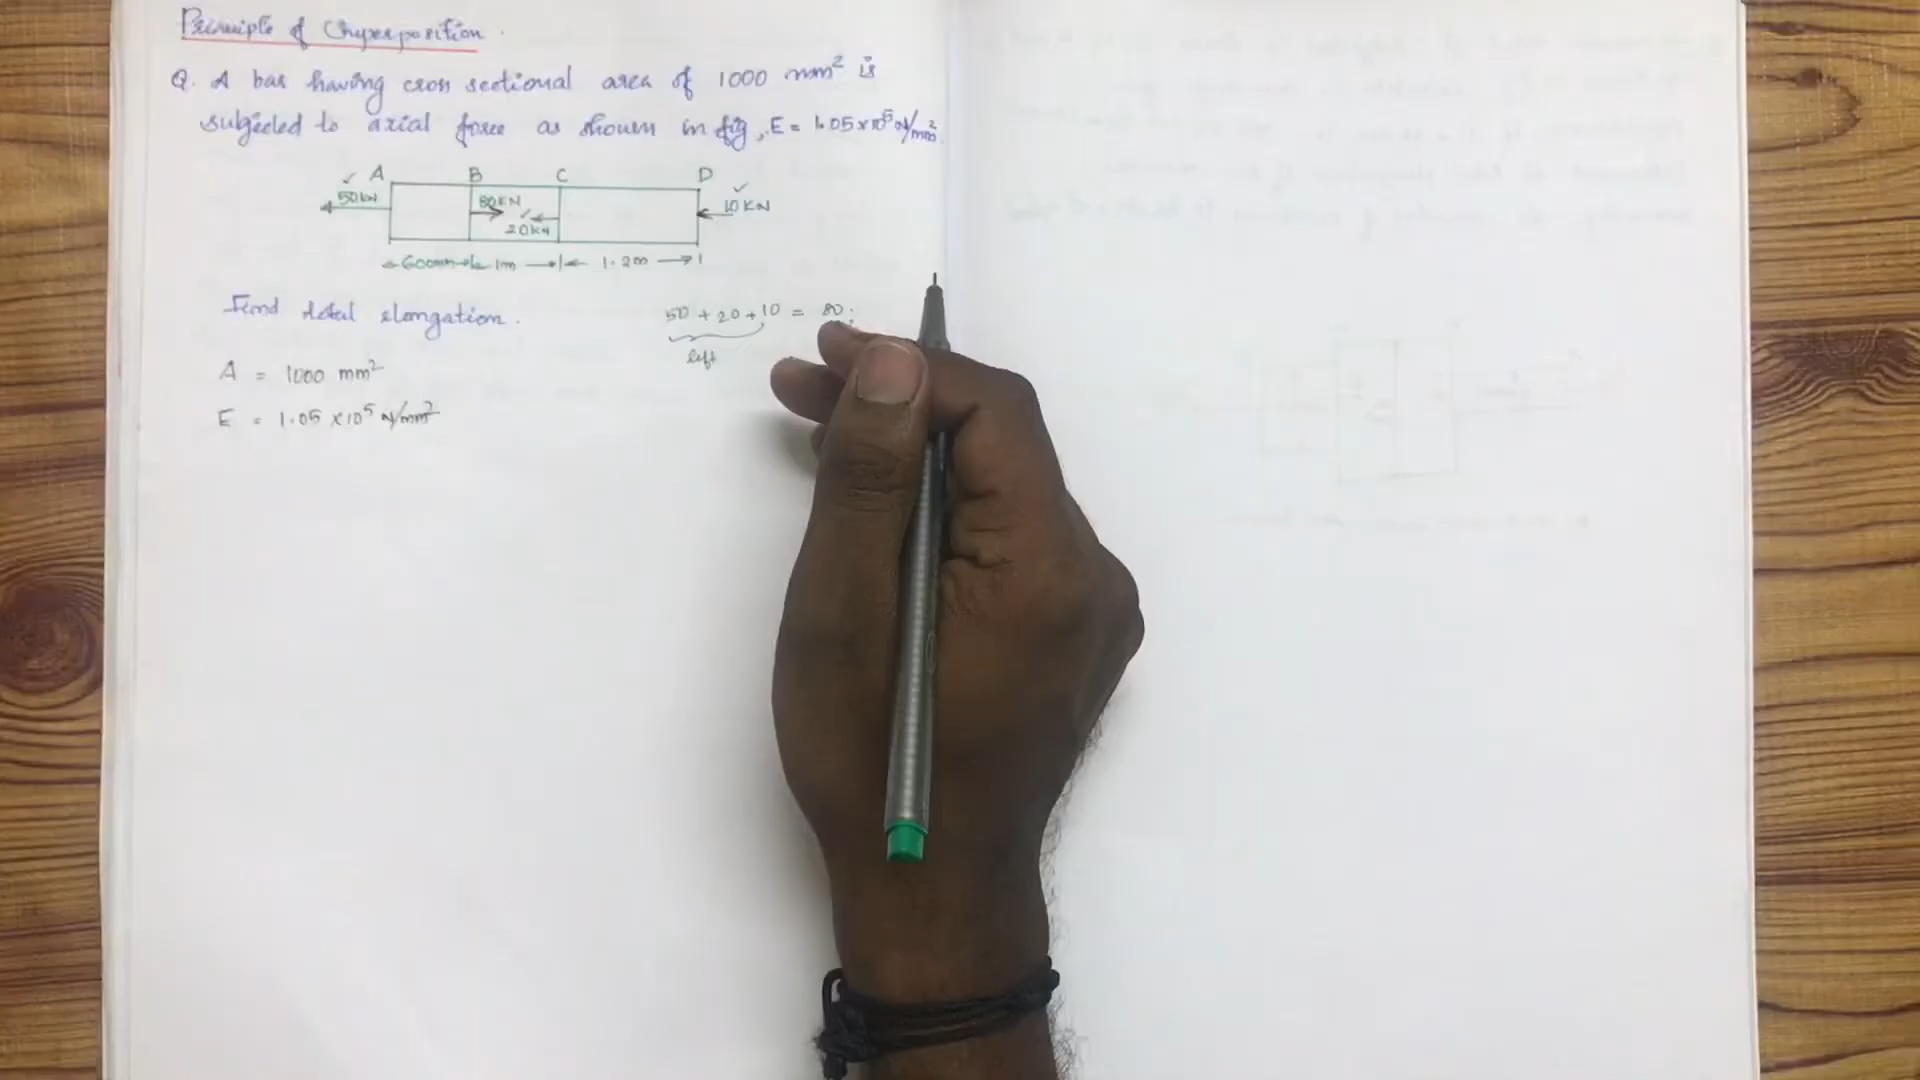 Principle of Superposition.
Q. A bar having cross sectional area of 1000 mm² is
subjected to axial force as shown in fig, E = 1.05 x 10⁵ N/mm².
A B C D
50kN 80KN 10KN
20kN
600mm 1m 1.2m
Find total elongation.
50 + 20 + 10 = 80;
left
A = 1000 mm²
E = 1.05 x 10⁵ N/mm²